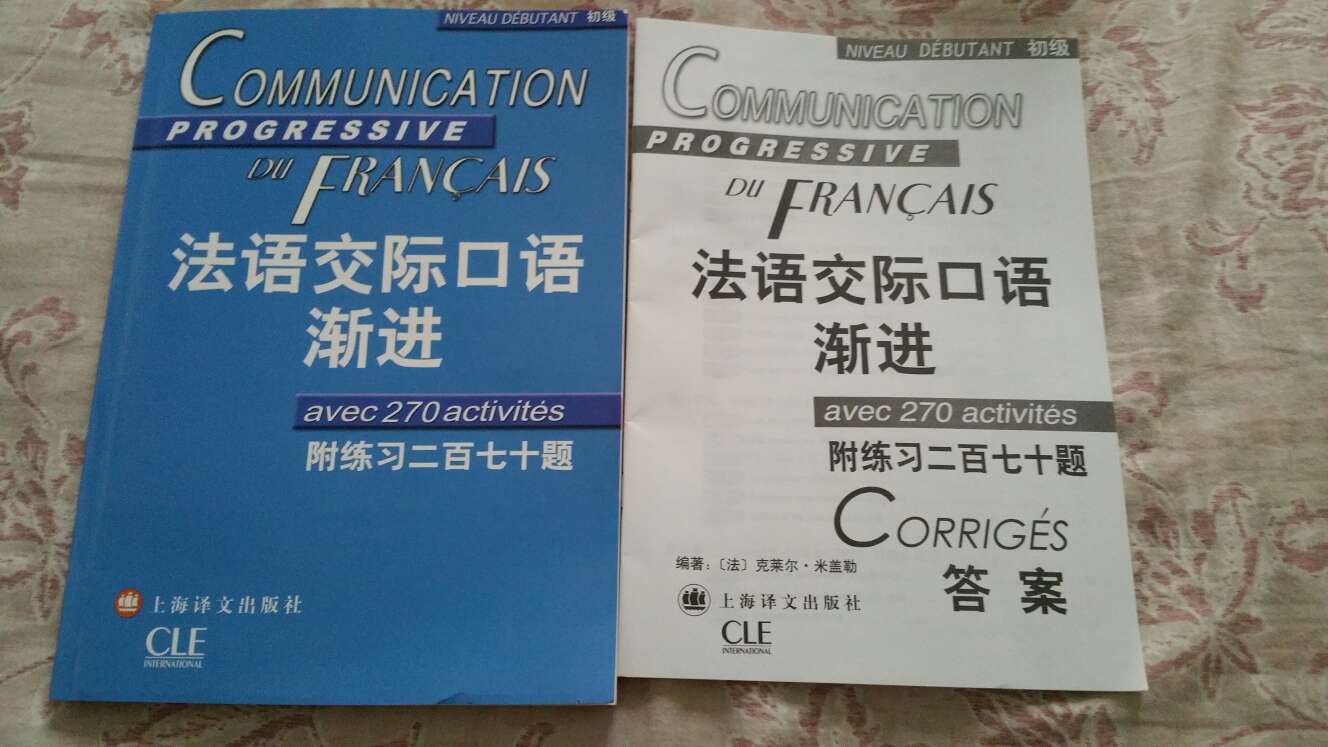 NIVEAU DÉBUTANT 初级
COMMUNICATION
PROGRESSIVE
DU FRANÇAIS
法语交际口语
渐进
avec 270 activités
附练习二百七十题
上海译文出版社
CLE
INTERNATIONAL
NIVEAU DÉBUTANT 初级
COMMUNICATION
PROGRESSIVE
DU FRANÇAIS
法语交际口语
渐进
avec 270 activités
附练习二百七十题
CORRIGÉS
答案
编著：〔法〕克莱尔·米盖勒
上海译文出版社
CLE
INTERNATIONAL